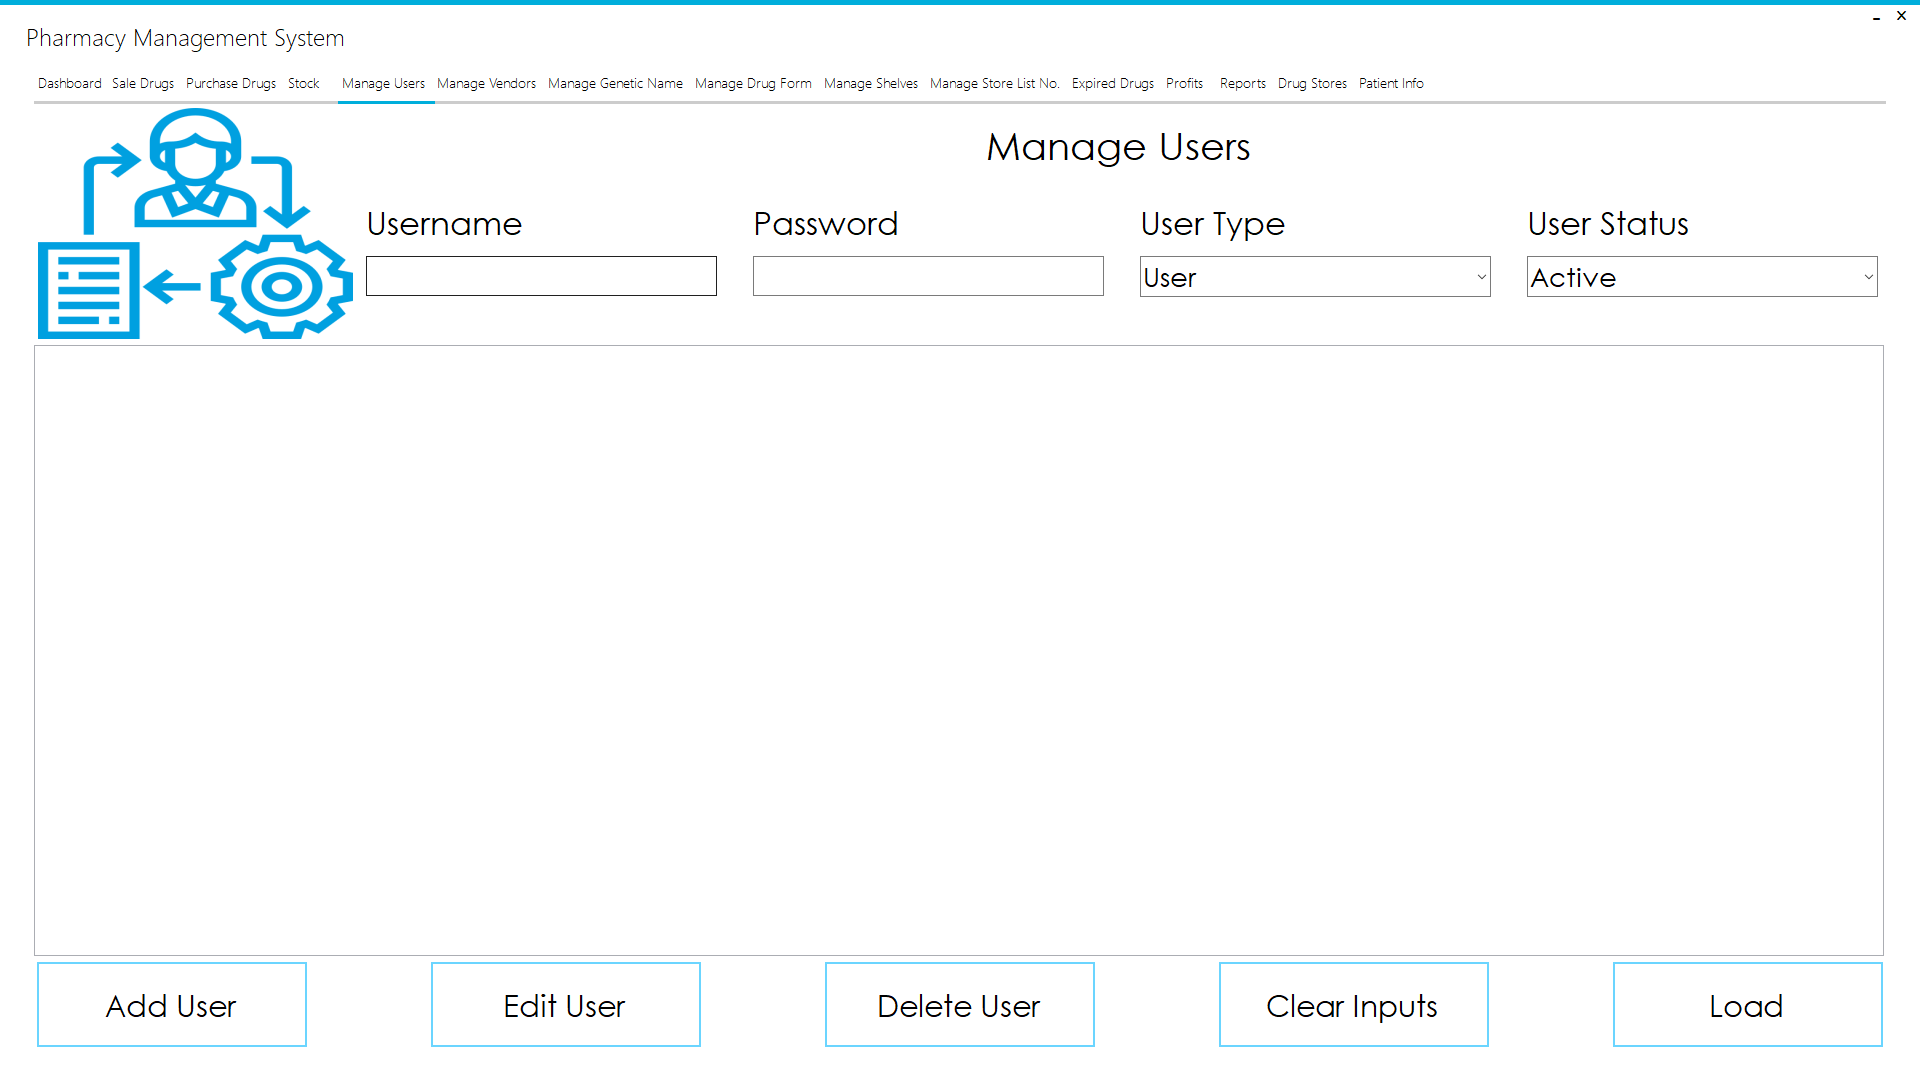 Pharmacy Management System
Dashboard Sale Drugs Purchase Drugs Stock Manage Users Manage Vendors Manage Genetic Name Manage Drug Form Manage Shelves Manage Store List No. Expired Drugs Profits Reports Drug Stores Patient Info
Manage Users
Username Password User Type User Status
User Active
Add User Edit User Delete User Clear Inputs Load